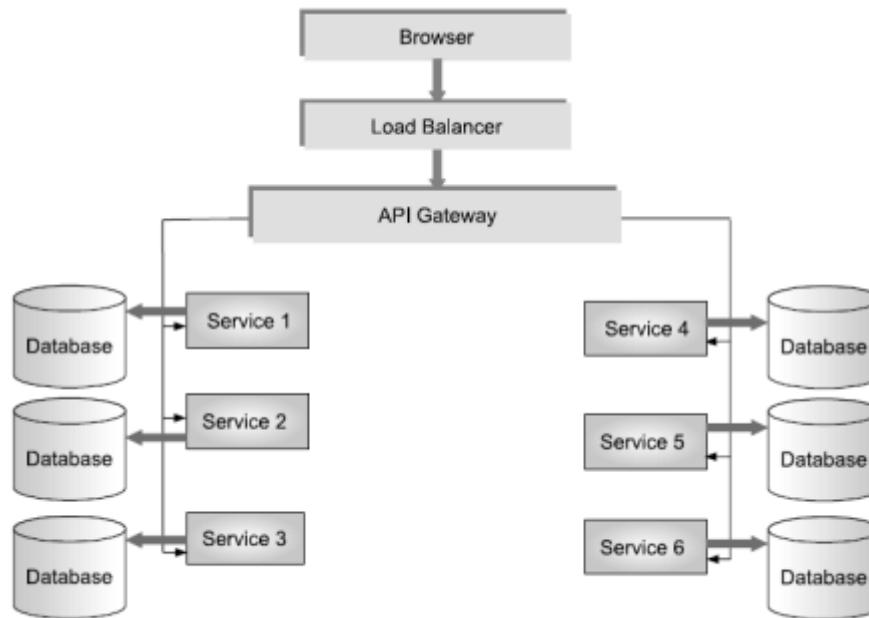 Browser
Load Balancer
API Gateway
Database
Service 1
Service 4
Database
Database
Service 2
Service 5
Database
Database
Service 3
Service 6
Database